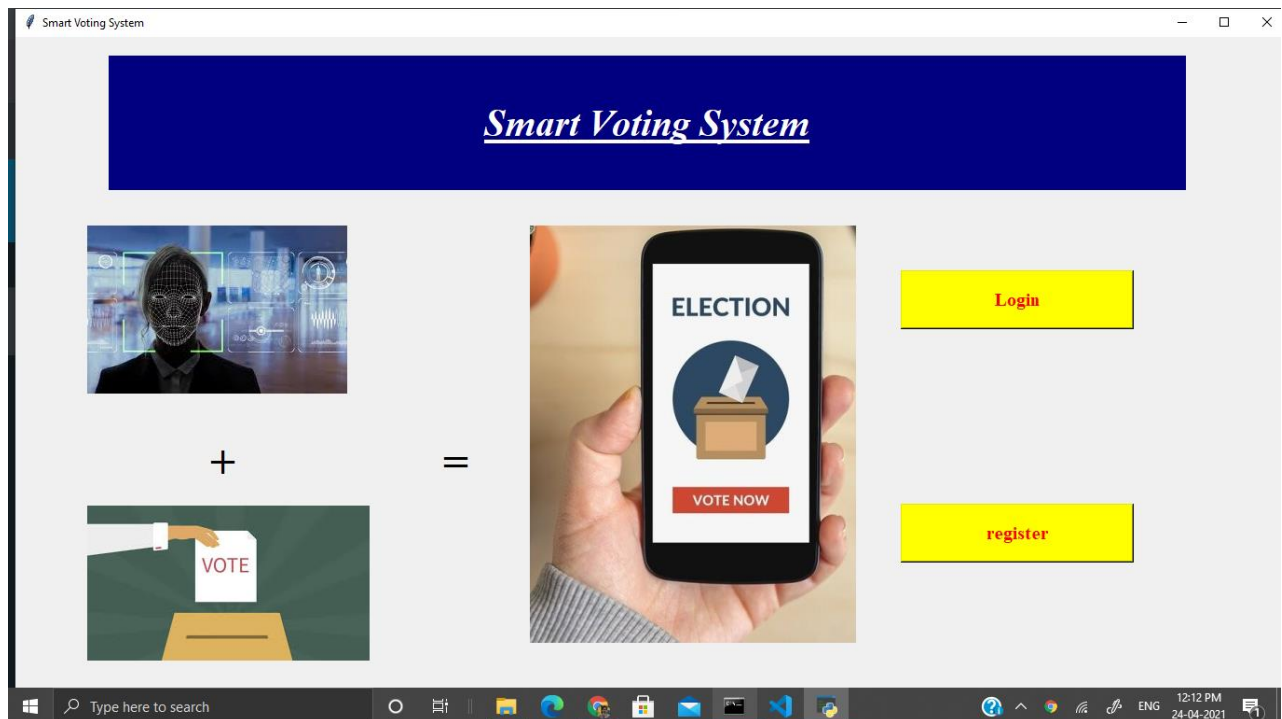 Smart Voting System
Smart Voting System
ELECTION
VOTE NOW
Login
+
=
VOTE
register
Type here to search
ENG
12:12 PM
24-04-2021